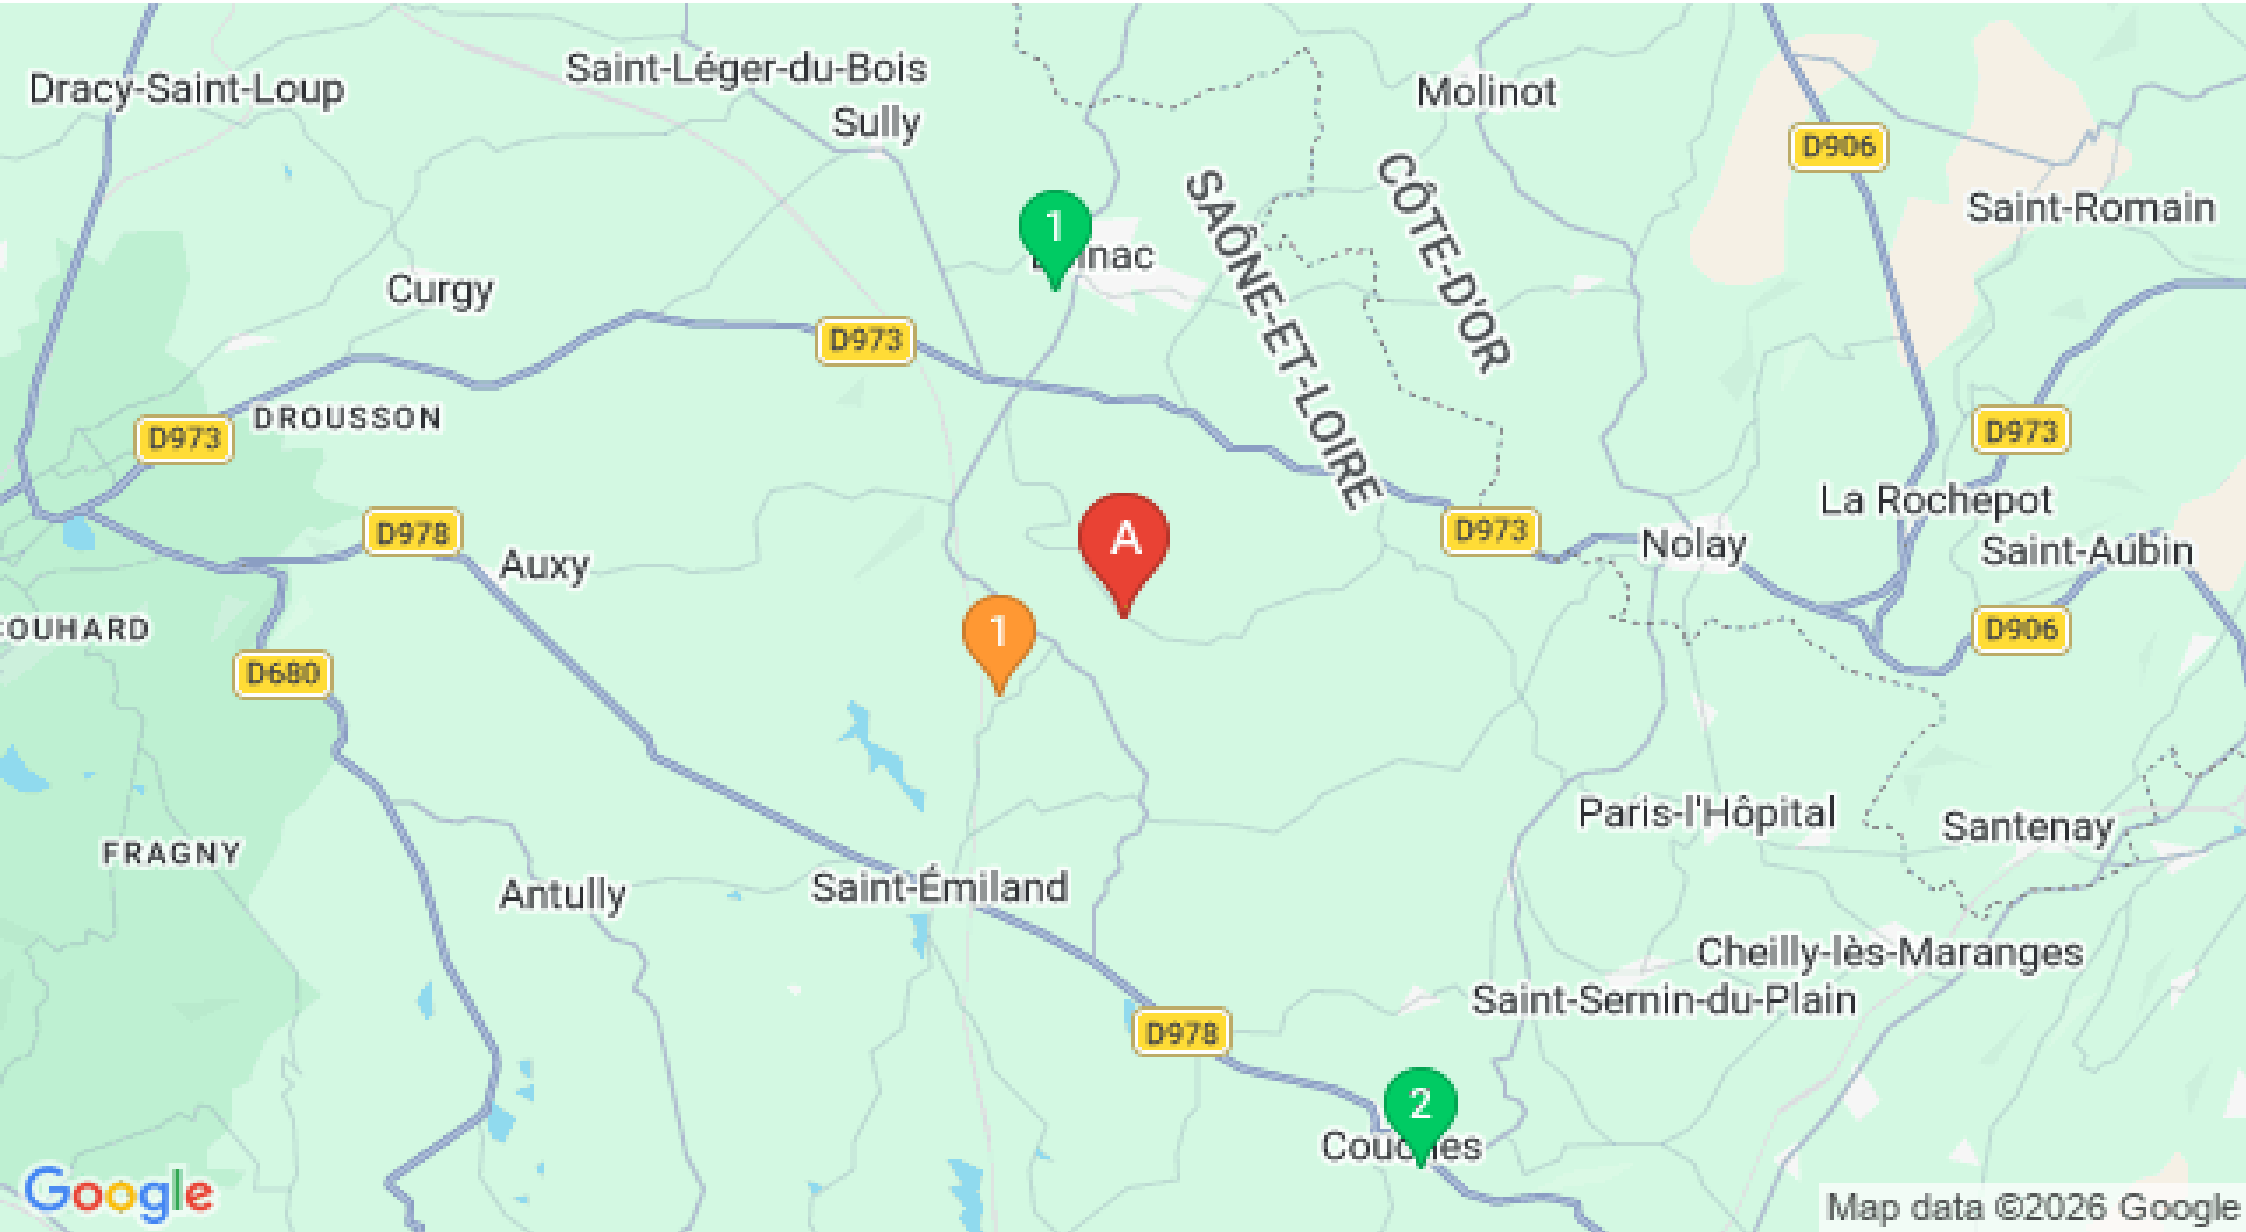 Saint-Léger-du-Bois
Dracy-Saint-Loup
Molinot
Sully
D906
Saint-Romain
1
SAÔNE-ET-LOIRE
CÔTE-D'OR
Curgy
D973
DROUSSON
D973
D973
La Rochepot
D978
A
D973
Nolay
Saint-Aubin
Auxy
1
D906
D680
Paris-l'Hôpital
Santenay
FRAGNY
Antully
Saint-Émiland
Cheilly-lès-Maranges
Saint-Sernin-du-Plain
D978
2
Google
Map data ©2026 Google